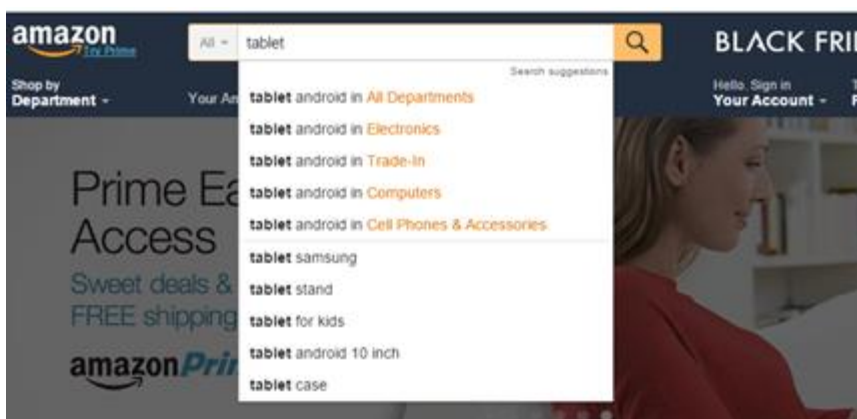 amazon
Try Prime
All
tablet
BLACK FRI
Search suggestions
Shop by
Department
Your Am
Hello. Sign in
Your Account
tablet android in All Departments
tablet android in Electronics
tablet android in Trade-In
tablet android in Computers
tablet android in Cell Phones & Accessories
tablet samsung
tablet stand
tablet for kids
tablet android 10 inch
tablet case
Prime Ea
Access
Sweet deals &
FREE shipping
amazonPrin